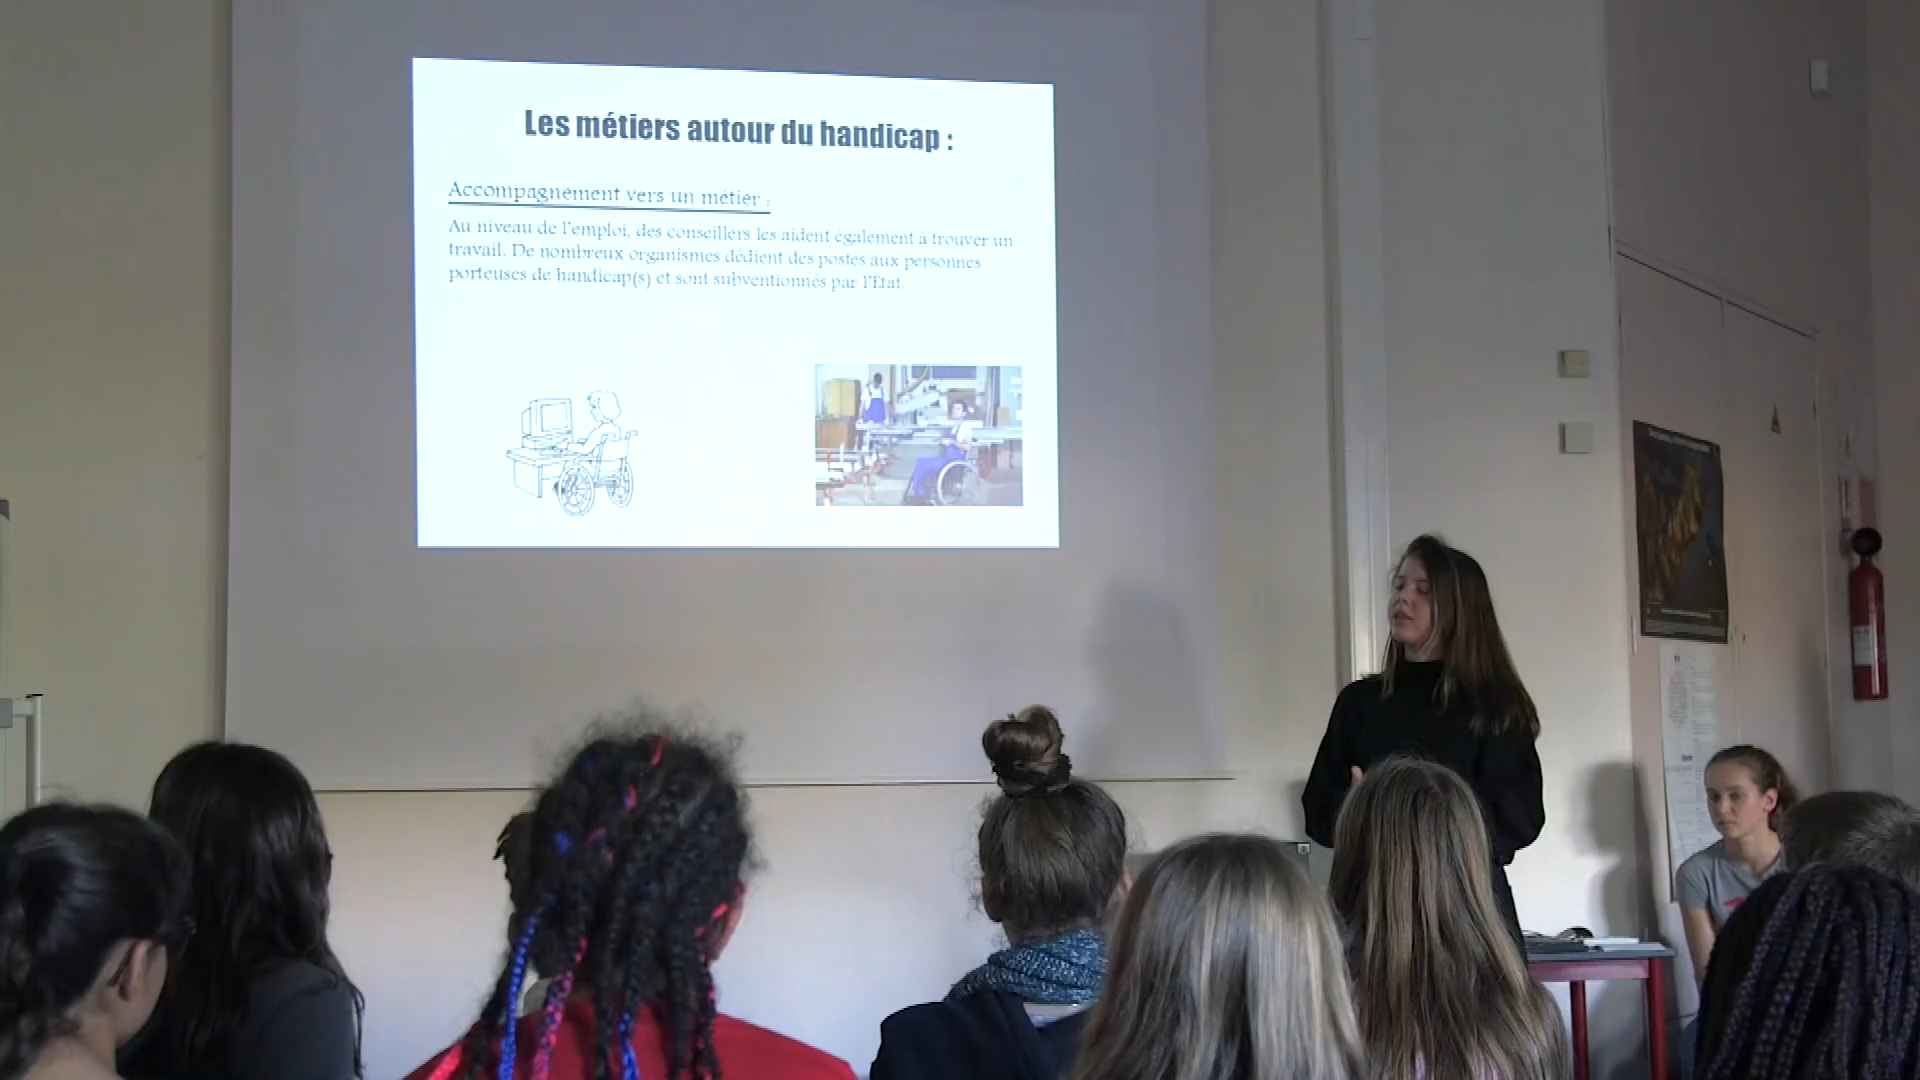 Les métiers autour du handicap :
Accompagnement vers un métier :
Au niveau de l'emploi, des conseillers les aident également à trouver un
travail. De nombreux organismes dédient des postes aux personnes
porteuses de handicap(s) et sont subventionnés par l'Etat.